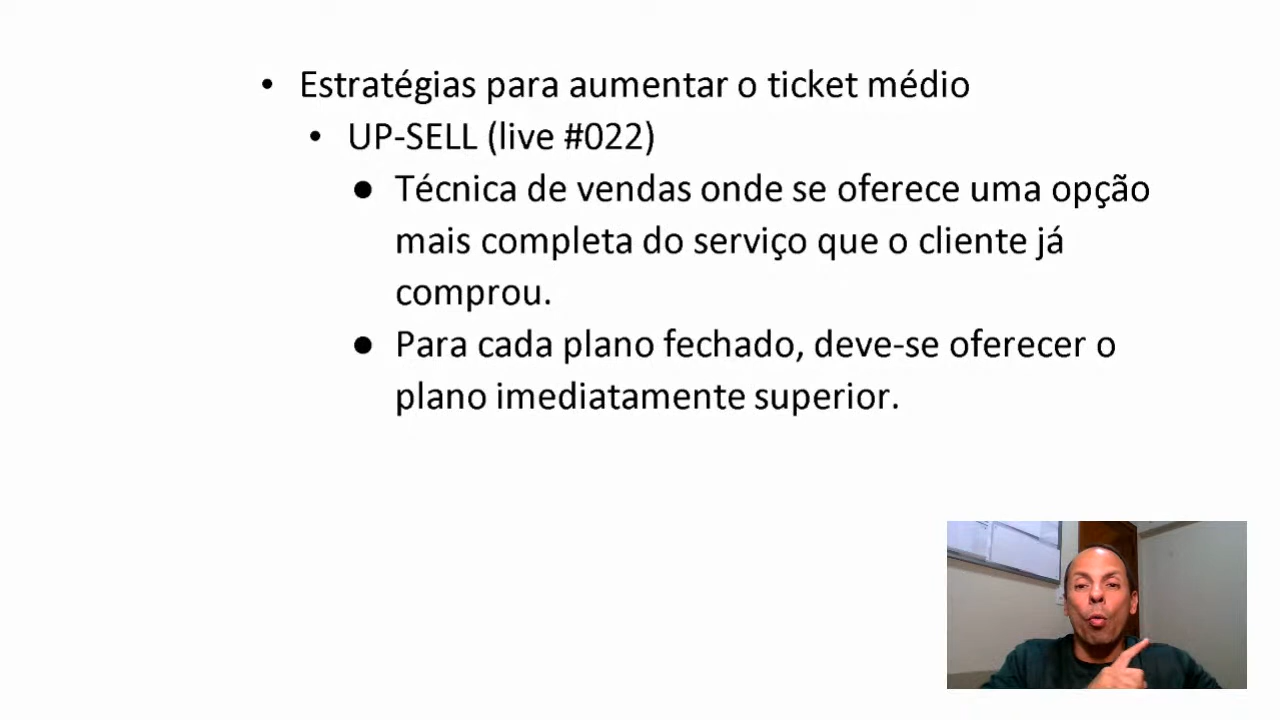 • Estratégias para aumentar o ticket médio
• UP-SELL (live #022)
● Técnica de vendas onde se oferece uma opção
mais completa do serviço que o cliente já
comprou.
● Para cada plano fechado, deve-se oferecer o
plano imediatamente superior.